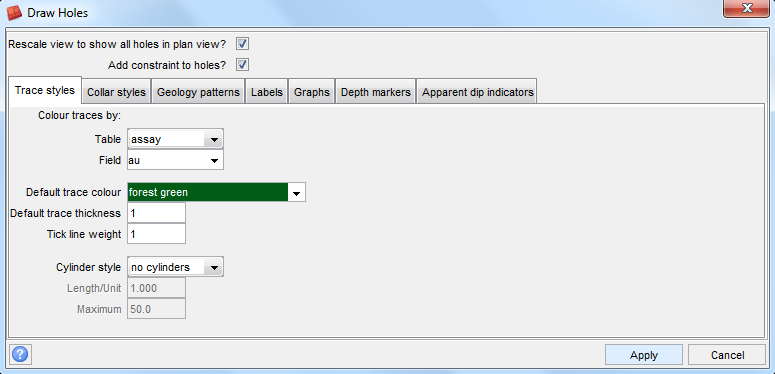 Draw Holes
Rescale view to show all holes in plan view?
Add constraint to holes?
Trace styles Collar styles Geology patterns Labels Graphs Depth markers Apparent dip indicators
Colour traces by:
Table assay
Field au
Default trace colour forest green
Default trace thickness 1
Tick line weight 1
Cylinder style no cylinders
Length/Unit 1.000
Maximum 50.0
? Apply Cancel